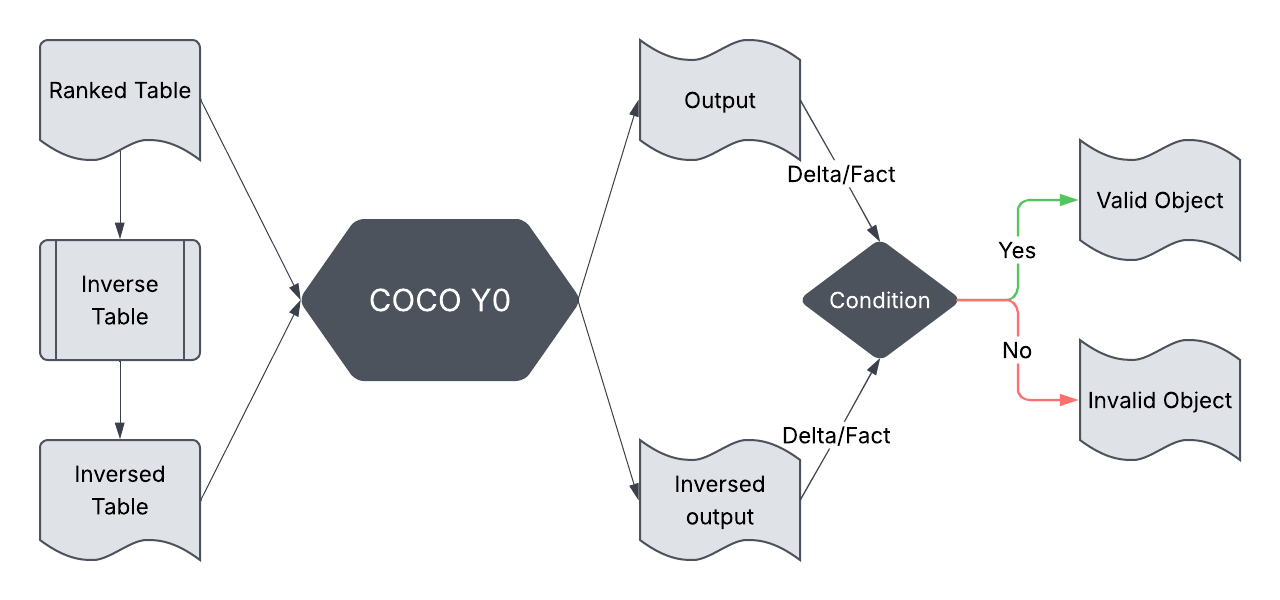 Ranked Table
Inverse
Table
Inversed
Table
COCO Y0
Output
Delta/Fact
Condition
Delta/Fact
Inversed
output
Yes
No
Valid Object
Invalid Object